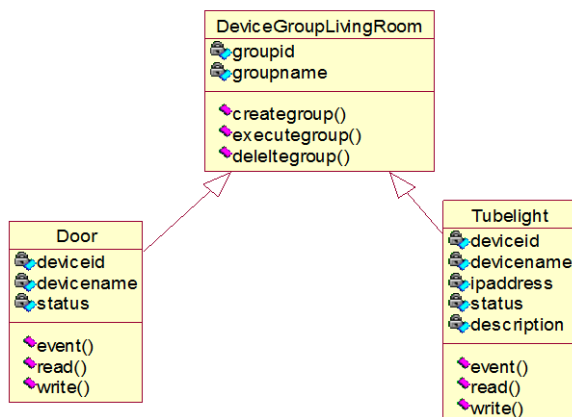 DeviceGroupLivingRoom
groupid
groupname
creategroup()
executegroup()
deleltegroup()
Door
deviceid
devicename
status
event()
read()
write()
Tubelight
deviceid
devicename
ipaddress
status
description
event()
read()
write()